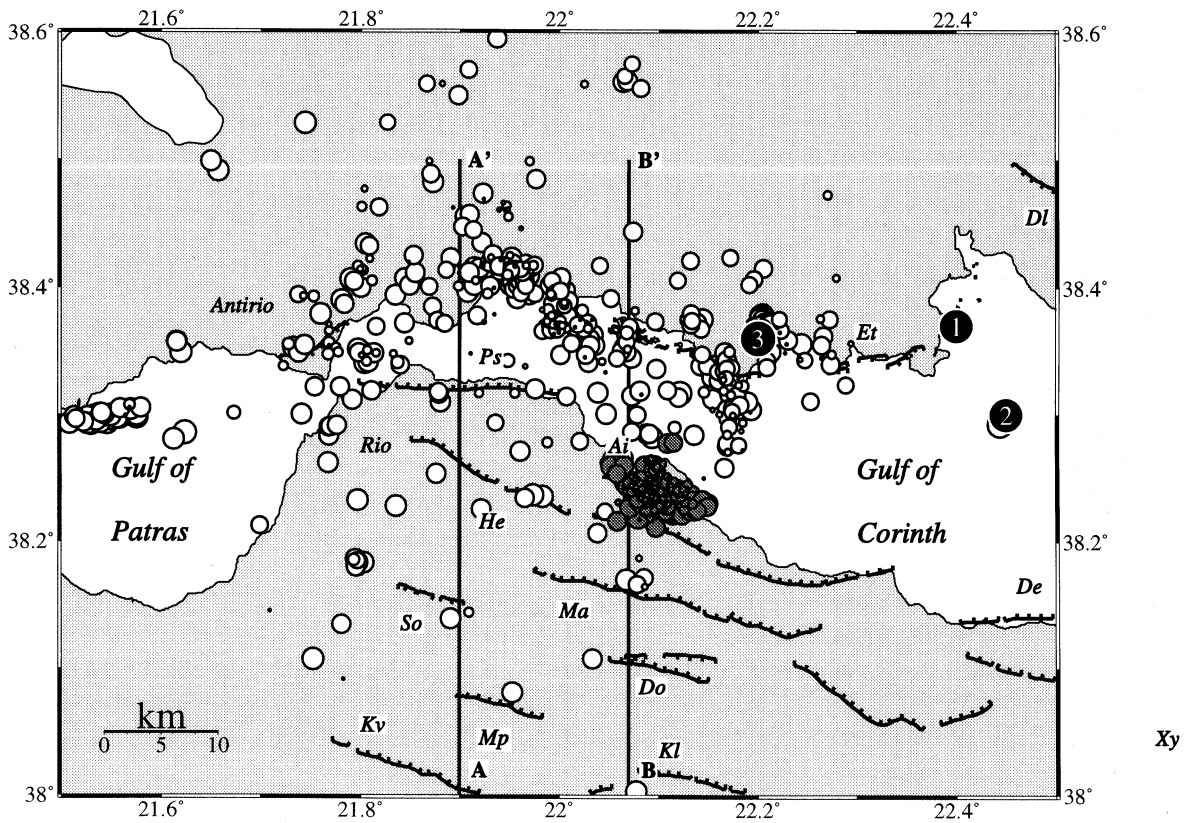 21.6° 21.8° 22° 22.2° 22.4°
38.6° 38.6°
A' B'
Dl
38.4° 38.4°
Antirio
3 Et 1
Ps
2
Rio Ai
Gulf of Gulf of
He
Patras Corinth
38.2° 38.2°
So Ma De
Do
km
0 5 10
Kv Mp Kl Xy
A B
38° 38°
21.6° 21.8° 22° 22.2° 22.4°